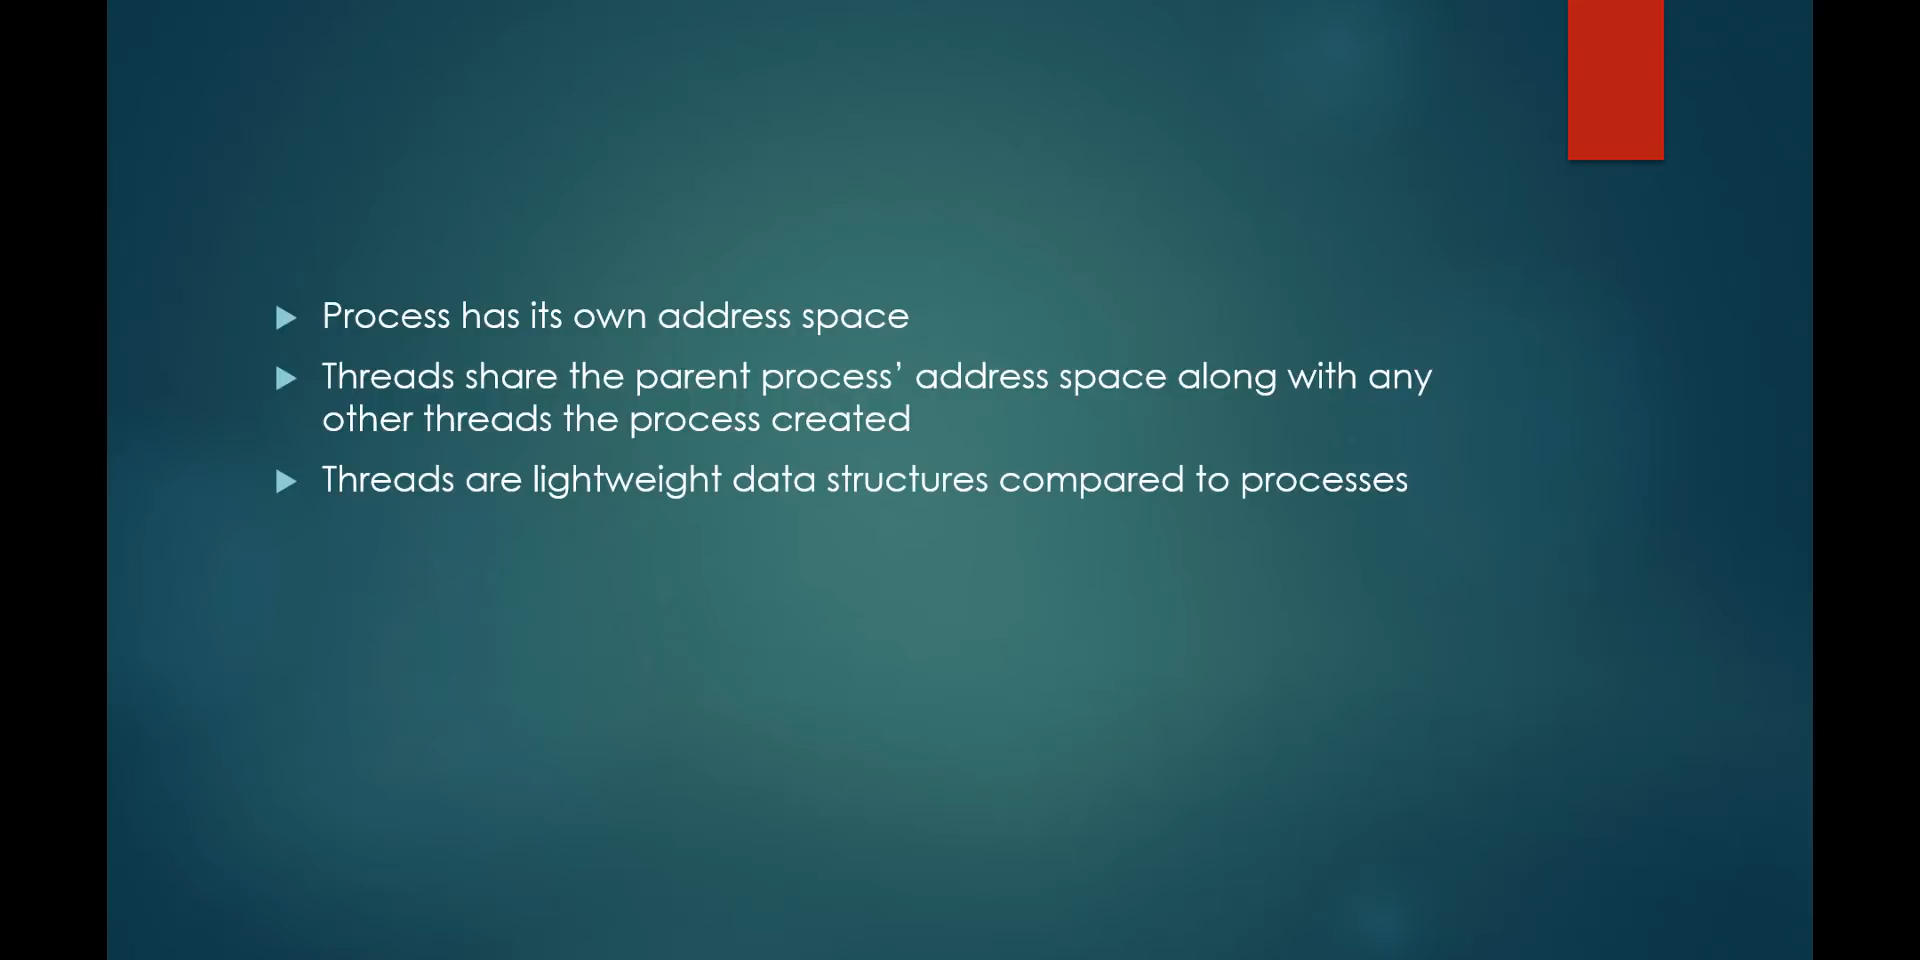 Process has its own address space
Threads share the parent process’ address space along with any
other threads the process created
Threads are lightweight data structures compared to processes